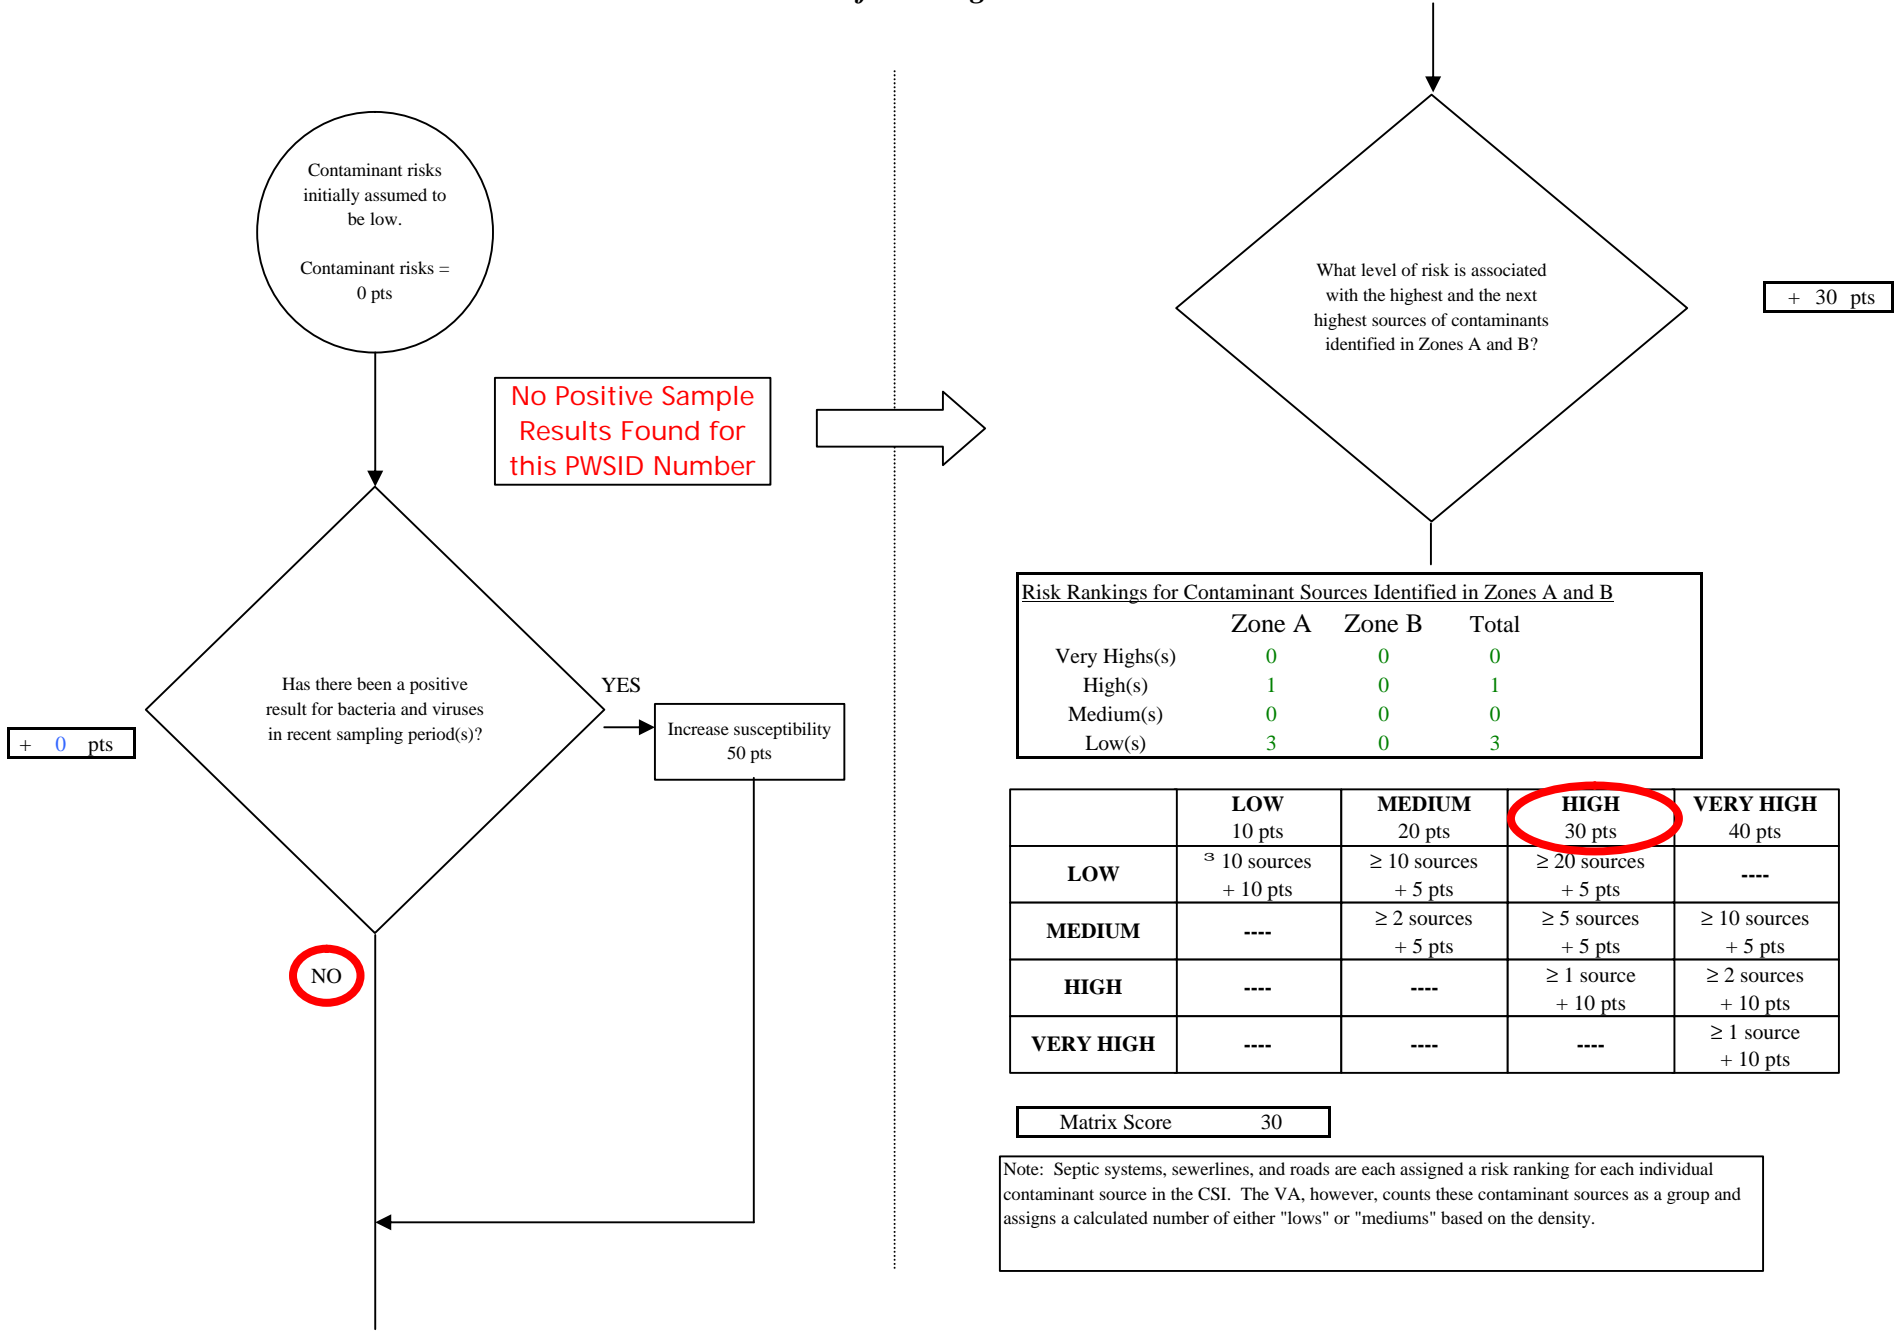 Contaminant risks
initially assumed to
be low.
Contaminant risks =
0 pts
No Positive Sample
Results Found for
this PWSID Number
Has there been a positive
result for bacteria and viruses
in recent sampling period(s)?
+ 0 pts
YES
Increase susceptibility
50 pts
NO
What level of risk is associated
with the highest and the next
highest sources of contaminants
identified in Zones A and B?
+ 30 pts
Risk Rankings for Contaminant Sources Identified in Zones A and B
Zone A Zone B Total
Very Highs(s) 0 0 0
High(s) 1 0 1
Medium(s) 0 0 0
Low(s) 3 0 3
LOW MEDIUM HIGH VERY HIGH
10 pts 20 pts 30 pts 40 pts
LOW ³ 10 sources ≥ 10 sources ≥ 20 sources ----
+ 10 pts + 5 pts + 5 pts
MEDIUM ---- ≥ 2 sources ≥ 5 sources ≥ 10 sources
+ 5 pts + 5 pts + 5 pts
HIGH ---- ---- ≥ 1 source ≥ 2 sources
+ 10 pts + 10 pts
VERY HIGH ---- ---- ---- ≥ 1 source
+ 10 pts
Matrix Score 30
Note: Septic systems, sewerlines, and roads are each assigned a risk ranking for each individual
contaminant source in the CSI. The VA, however, counts these contaminant sources as a group and
assigns a calculated number of either "lows" or "mediums" based on the density.